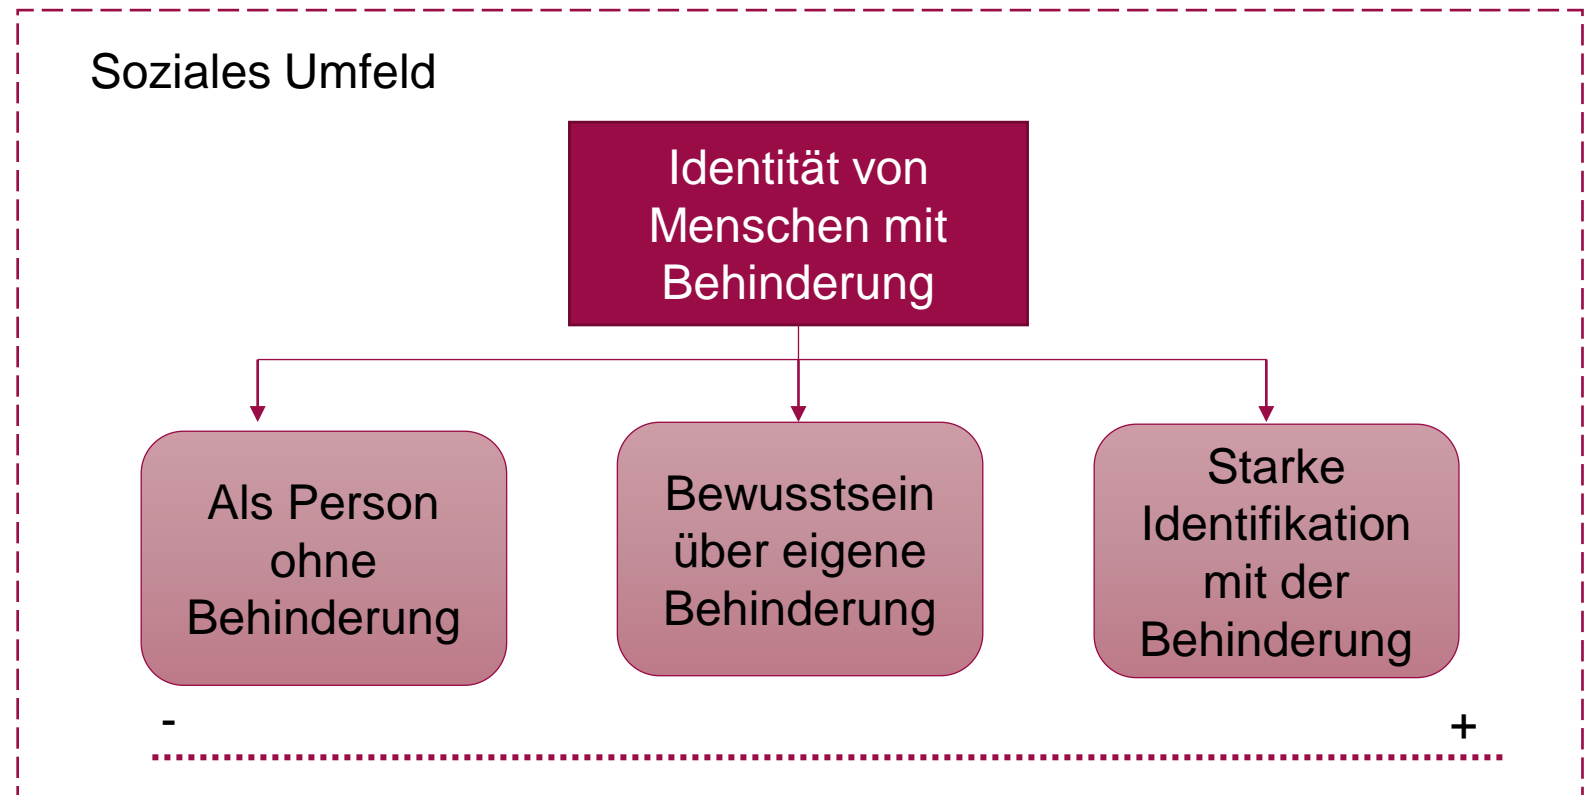 Soziales Umfeld
Identität von
Menschen mit
Behinderung
Als Person
ohne
Behinderung
Bewusstsein
über eigene
Behinderung
Starke
Identifikation
mit der
Behinderung
-
+